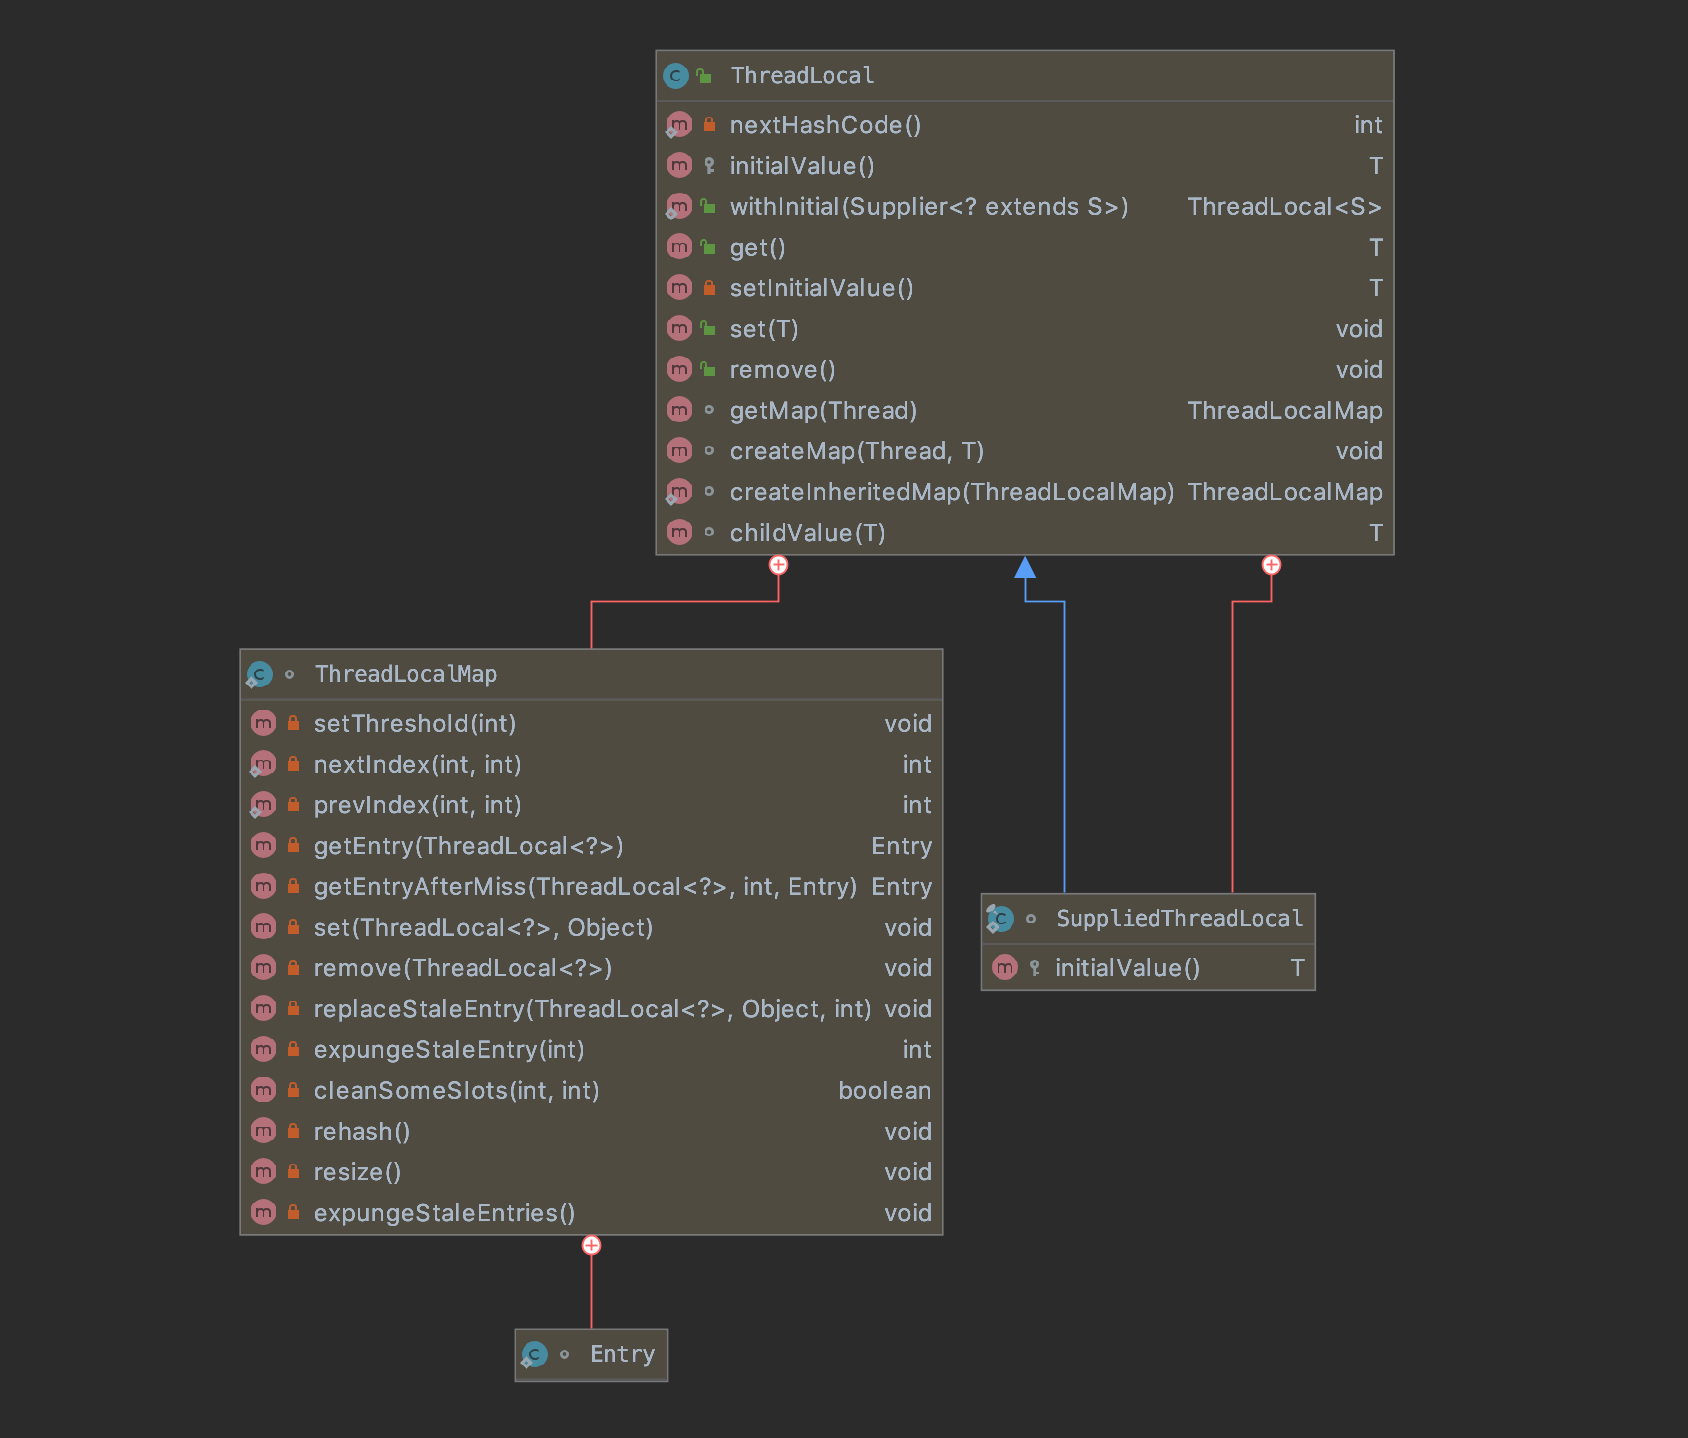 ThreadLocal
nextHashCode() int
initialValue() T
withInitial(Supplier<? extends S>) ThreadLocal<S>
get() T
setInitialValue() T
set(T) void
remove() void
getMap(Thread) ThreadLocalMap
createMap(Thread, T) void
createInheritedMap(ThreadLocalMap) ThreadLocalMap
childValue(T) T
ThreadLocalMap
setThreshold(int) void
nextIndex(int, int) int
prevIndex(int, int) int
getEntry(ThreadLocal<?>) Entry
getEntryAfterMiss(ThreadLocal<?>, int, Entry) Entry
set(ThreadLocal<?>, Object) void
remove(ThreadLocal<?>) void
replaceStaleEntry(ThreadLocal<?>, Object, int) void
expungeStaleEntry(int) int
cleanSomeSlots(int, int) boolean
rehash() void
resize() void
expungeStaleEntries() void
SuppliedThreadLocal
initialValue() T
Entry